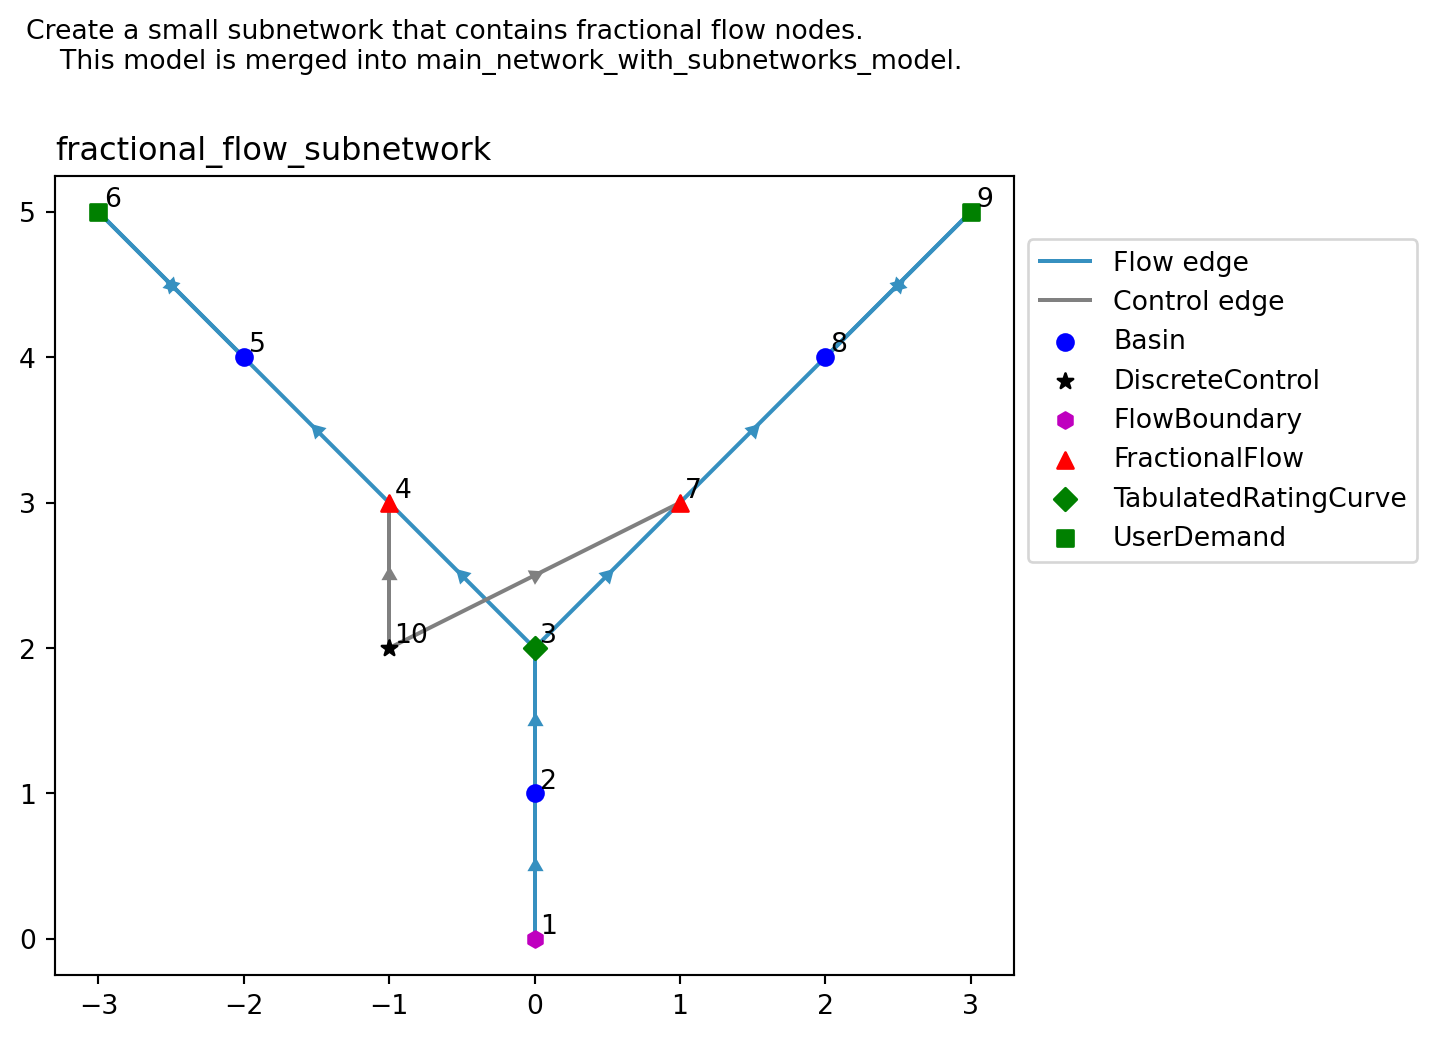 Create a small subnetwork that contains fractional flow nodes.
This model is merged into main_network_with_subnetworks_model.
fractional_flow_subnetwork
6
9
5
Flow edge
Control edge
5
8
4
Basin
DiscreteControl
FlowBoundary
FractionalFlow
4
7
3
TabulatedRatingCurve
UserDemand
10
3
2
2
1
1
0
−3
−2
−1
0
1
2
3